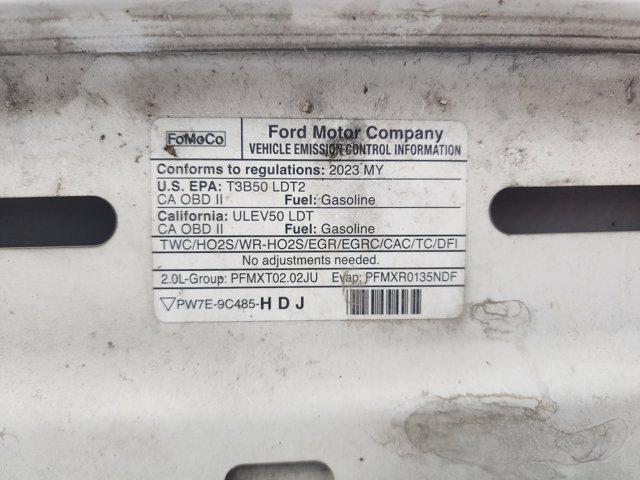 FoMoCo
Ford Motor Company
VEHICLE EMISSION CONTROL INFORMATION
Conforms to regulations: 2023 MY
U.S. EPA: T3B50 LDT2
CA OBD II Fuel: Gasoline
California: ULEV50 LDT
CA OBD II Fuel: Gasoline
TWC/HO2S/WR-HO2S/EGR/EGRC/CAC/TC/DFI
No adjustments needed.
2.0L-Group: PFMXT02.02JU Evap: PFMXR0135NDF
PW7E-9C485-HDJ